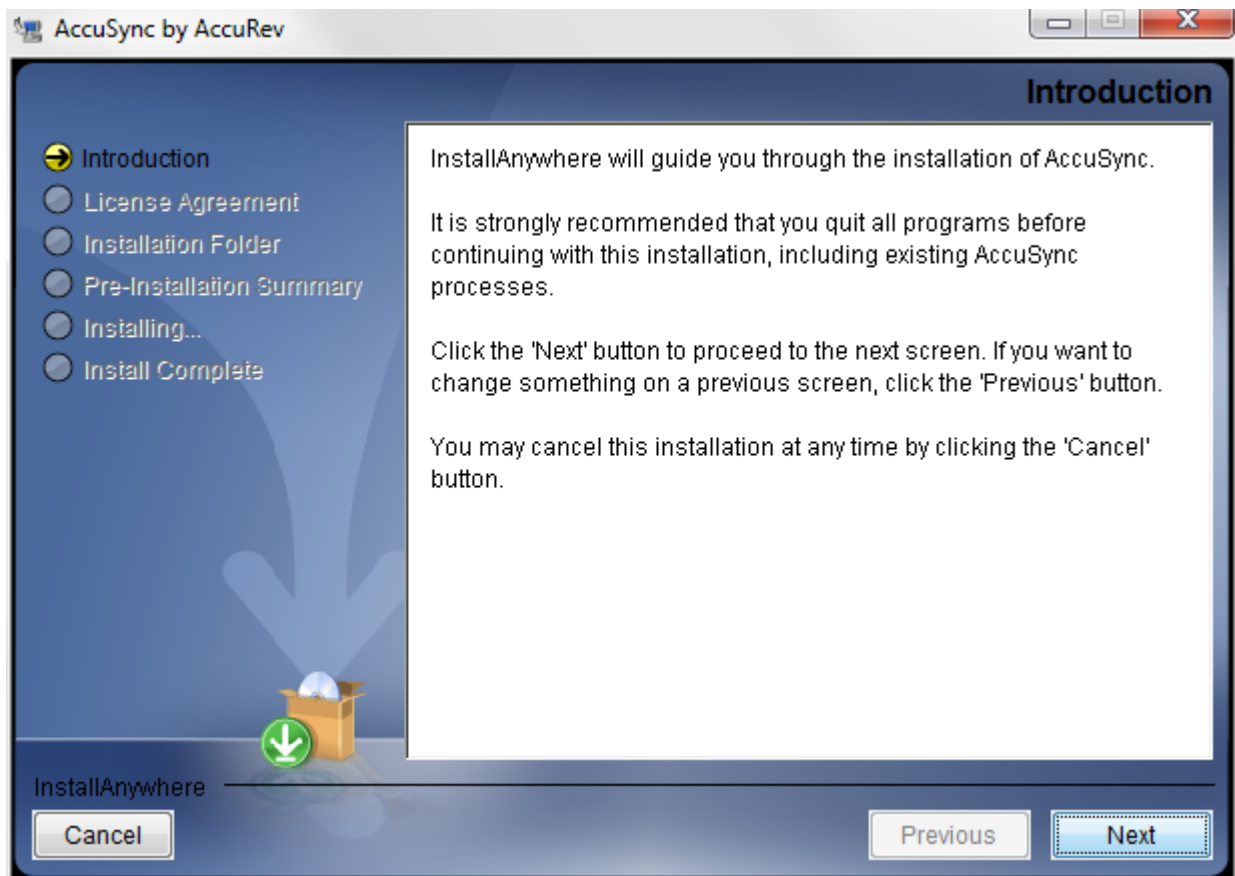 AccuSync by AccuRev
Introduction
Introduction
License Agreement
Installation Folder
Pre-Installation Summary
Installing...
Install Complete
InstallAnywhere will guide you through the installation of AccuSync.
It is strongly recommended that you quit all programs before
continuing with this installation, including existing AccuSync
processes.
Click the 'Next' button to proceed to the next screen. If you want to
change something on a previous screen, click the 'Previous' button.
You may cancel this installation at any time by clicking the 'Cancel'
button.
InstallAnywhere
Cancel
Previous
Next